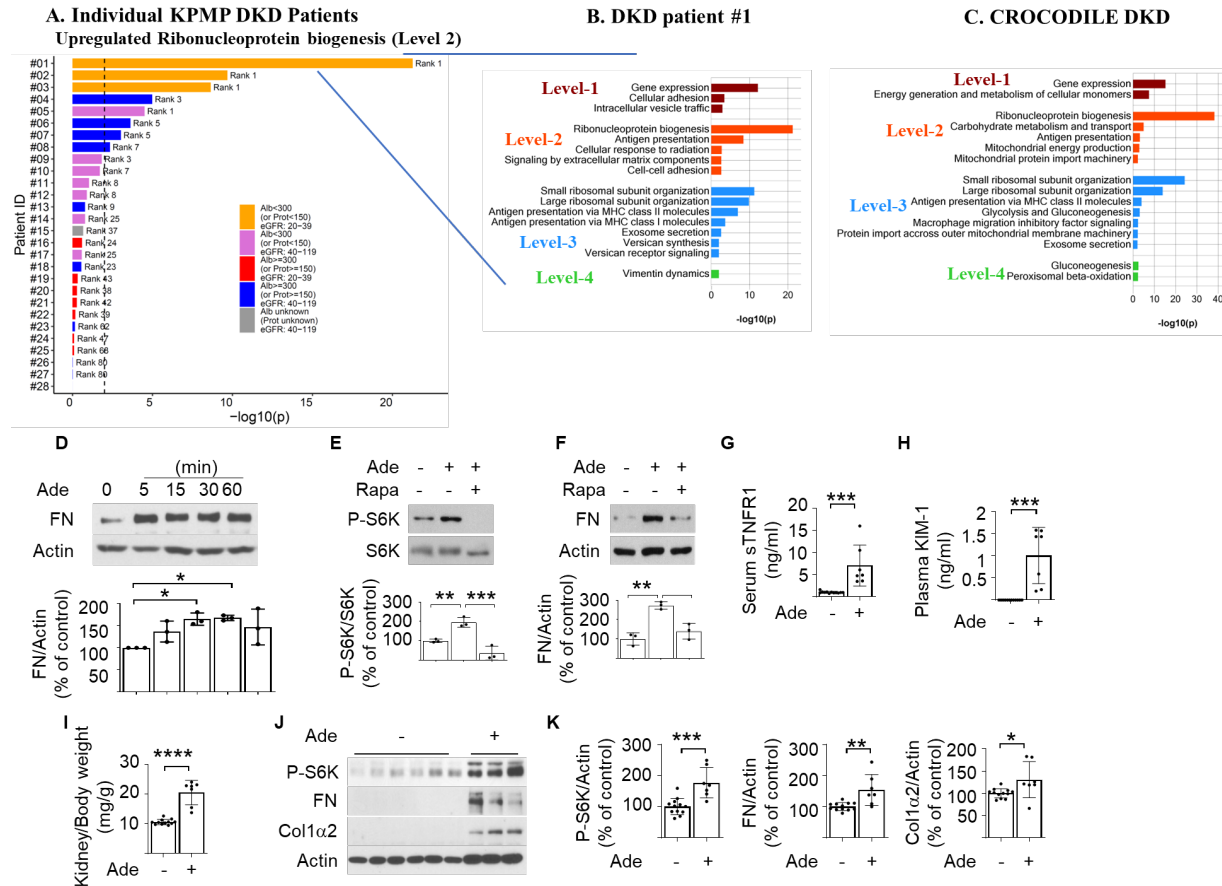 A. Individual KPMP DKD Patients
Upregulated Ribonucleoprotein biogenesis (Level 2)
B. DKD patient #1
C. CROCODILE DKD
Patient ID
#01 Rank 1
#02 Rank 1
#03 Rank 1
#04 Rank 3
#05 Rank 1
#06 Rank 5
#07 Rank 5
#08 Rank 7
#09 Rank 3
#10 Rank 7
#11 Rank 8
#12 Rank 8
#13 Rank 9
#14 Rank 25
#15 Rank 37
#16 Rank 24
#17 Rank 25
#18 Rank 23
#19 Rank 43
#20 Rank 38
#21 Rank 42
#22 Rank 39
#23 Rank 62
#24 Rank 47
#25 Rank 68
#26 Rank 80
#27 Rank 80
#28
0 5 10 15 20
−log10(p)
Alb<300
(or Prot<150)
eGFR: 20−39
Alb<300
(or Prot<150)
eGFR: 40−119
Alb>=300
(or Prot>=150)
eGFR: 20−39
Alb>=300
(or Prot>=150)
eGFR: 40−119
Alb unknown
(Prot unknown)
eGFR: 40−119
Level-1
Gene expression
Cellular adhesion
Intracellular vesicle traffic
Level-2
Ribonucleoprotein biogenesis
Antigen presentation
Cellular response to radiation
Signaling by extracellular matrix components
Cell-cell adhesion
Small ribosomal subunit organization
Large ribosomal subunit organization
Antigen presentation via MHC class II molecules
Antigen presentation via MHC class I molecules
Exosome secretion
Level-3
Versican synthesis
Versican receptor signaling
Level-4
Vimentin dynamics
0 10 20
-log10(p)
Level-1
Gene expression
Energy generation and metabolism of cellular monomers
Ribonucleoprotein biogenesis
Level-2
Carbohydrate metabolism and transport
Antigen presentation
Mitochondrial energy production
Mitochondrial protein import machinery
Small ribosomal subunit organization
Large ribosomal subunit organization
Level-3
Antigen presentation via MHC class II molecules
Glycolysis and Gluconeogenesis
Macrophage migration inhibitory factor signaling
Protein import accross outer mitochondrial membrane machinery
Exosome secretion
Level-4
Gluconeogenesis
Peroxisomal beta-oxidation
0 10 20 30 40
-log10(p)
D
(min)
Ade 0 5 15 30 60
FN
Actin
*
*
FN/Actin
(% of control)
200
150
100
50
E
Ade - + +
Rapa - - +
P-S6K
S6K
** ***
P-S6K/S6K
(% of control)
300
200
100
F
Ade - + +
Rapa - - +
FN
Actin
**
FN/Actin
(% of control)
300
200
100
G
***
Serum sTNFR1
(ng/ml)
20
15
10
5
Ade - +
H
***
Plasma KIM-1
(ng/ml)
2
1.5
1
0.5
Ade - +
I
****
Kidney/Body weight
(mg/g)
30
20
10
Ade - +
J
Ade - +
P-S6K
FN
Col1α2
Actin
K
***
P-S6K/Actin
(% of control)
300
200
100
0
Ade - +
**
FN/Actin
(% of control)
300
200
100
0
Ade - +
*
Col1α2/Actin
(% of control)
200
150
100
50
0
Ade - +